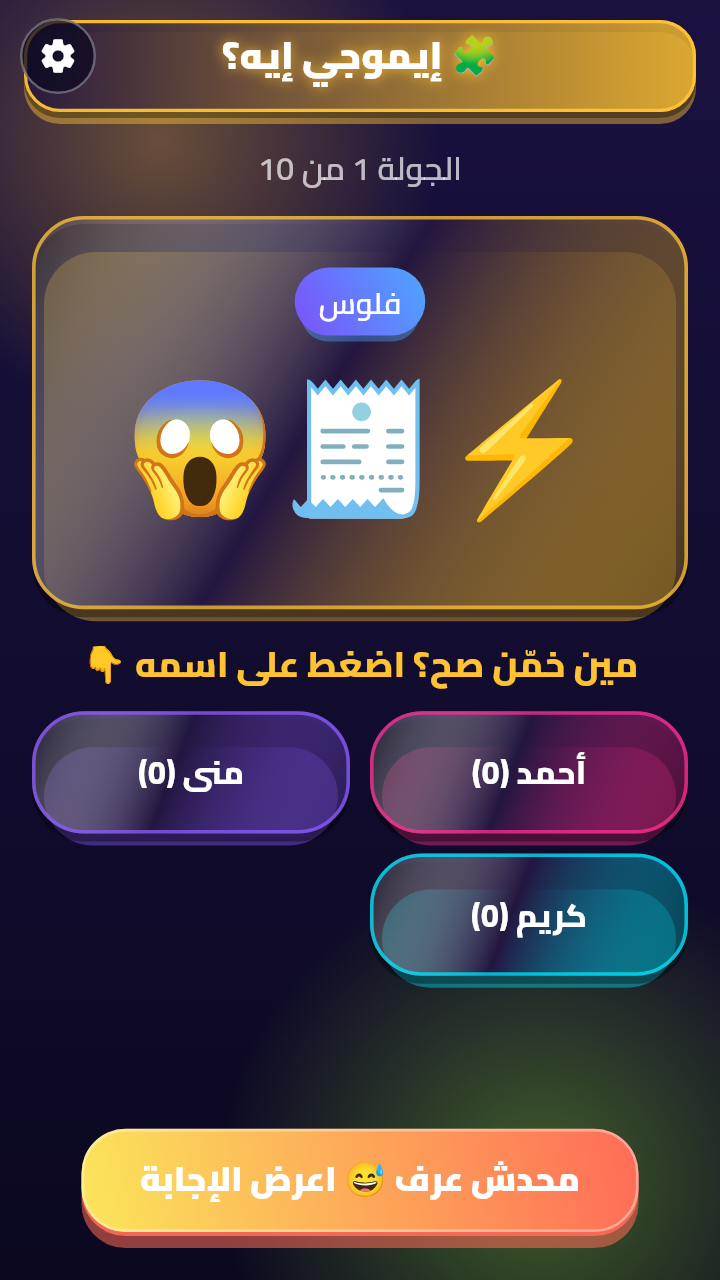 🧩 إيموجي إيه؟
الجولة 1 من 10
فلوس
مين خمّن صح؟ اضغط على اسمه 👇
أحمد (0)
منى (0)
كريم (0)
محدش عرف 😅 اعرض الإجابة